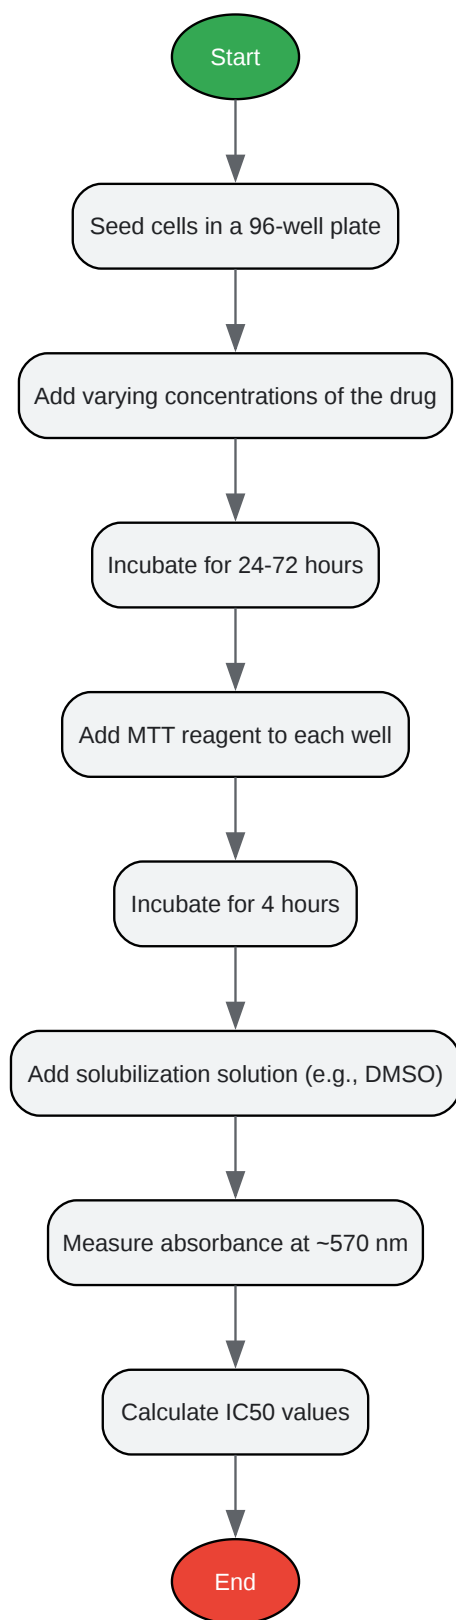 Start
Seed cells in a 96-well plate
Add varying concentrations of the drug
Incubate for 24-72 hours
Add MTT reagent to each well
Incubate for 4 hours
Add solubilization solution (e.g., DMSO)
Measure absorbance at ~570 nm
Calculate IC50 values
End